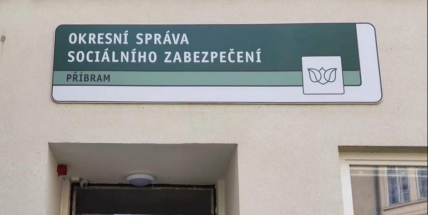 OKRESNÍ SPRÁVA
SOCIÁLNÍHO ZABEZPEČENÍ
PŘÍBRAM